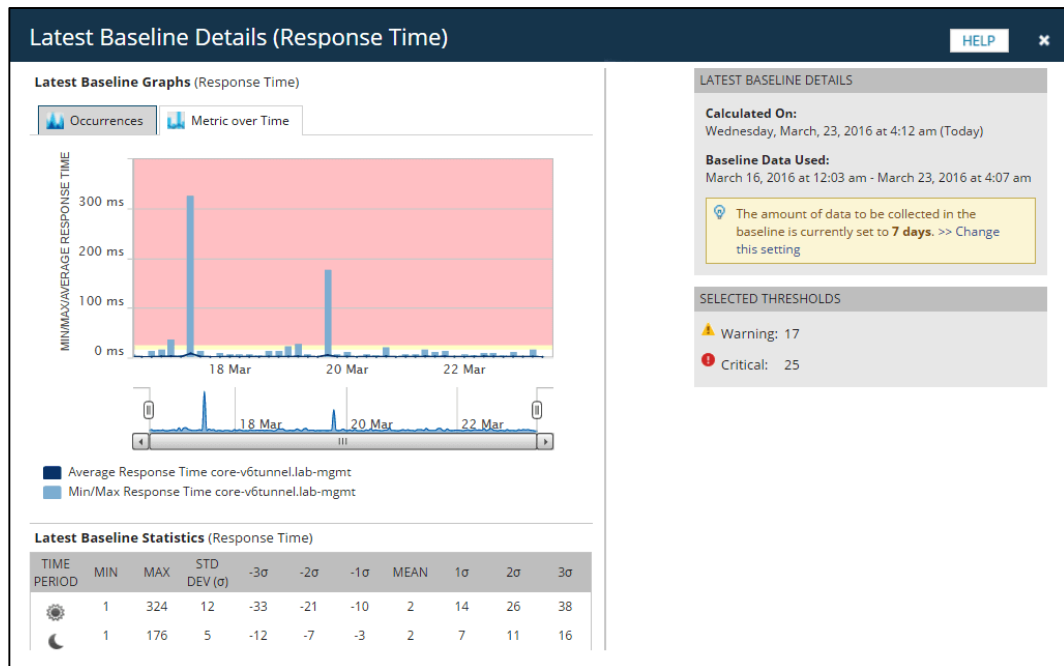 Latest Baseline Details (Response Time)
HELP
Latest Baseline Graphs (Response Time)
Occurrences
Metric over Time
MIN/MAX/AVERAGE RESPONSE TIME
300 ms
200 ms
100 ms
0 ms
18 Mar
20 Mar
22 Mar
18 Mar
20 Mar
22 Mar
Average Response Time core-v6tunnel.lab-mgmt
Min/Max Response Time core-v6tunnel.lab-mgmt
Latest Baseline Statistics (Response Time)
TIME PERIOD MIN MAX STD DEV (σ) -3σ -2σ -1σ MEAN 1σ 2σ 3σ
1 324 12 -33 -21 -10 2 14 26 38
1 176 5 -12 -7 -3 2 7 11 16
LATEST BASELINE DETAILS
Calculated On:
Wednesday, March, 23, 2016 at 4:12 am (Today)
Baseline Data Used:
March 16, 2016 at 12:03 am - March 23, 2016 at 4:07 am
The amount of data to be collected in the
baseline is currently set to 7 days. >> Change
this setting
SELECTED THRESHOLDS
Warning: 17
Critical: 25